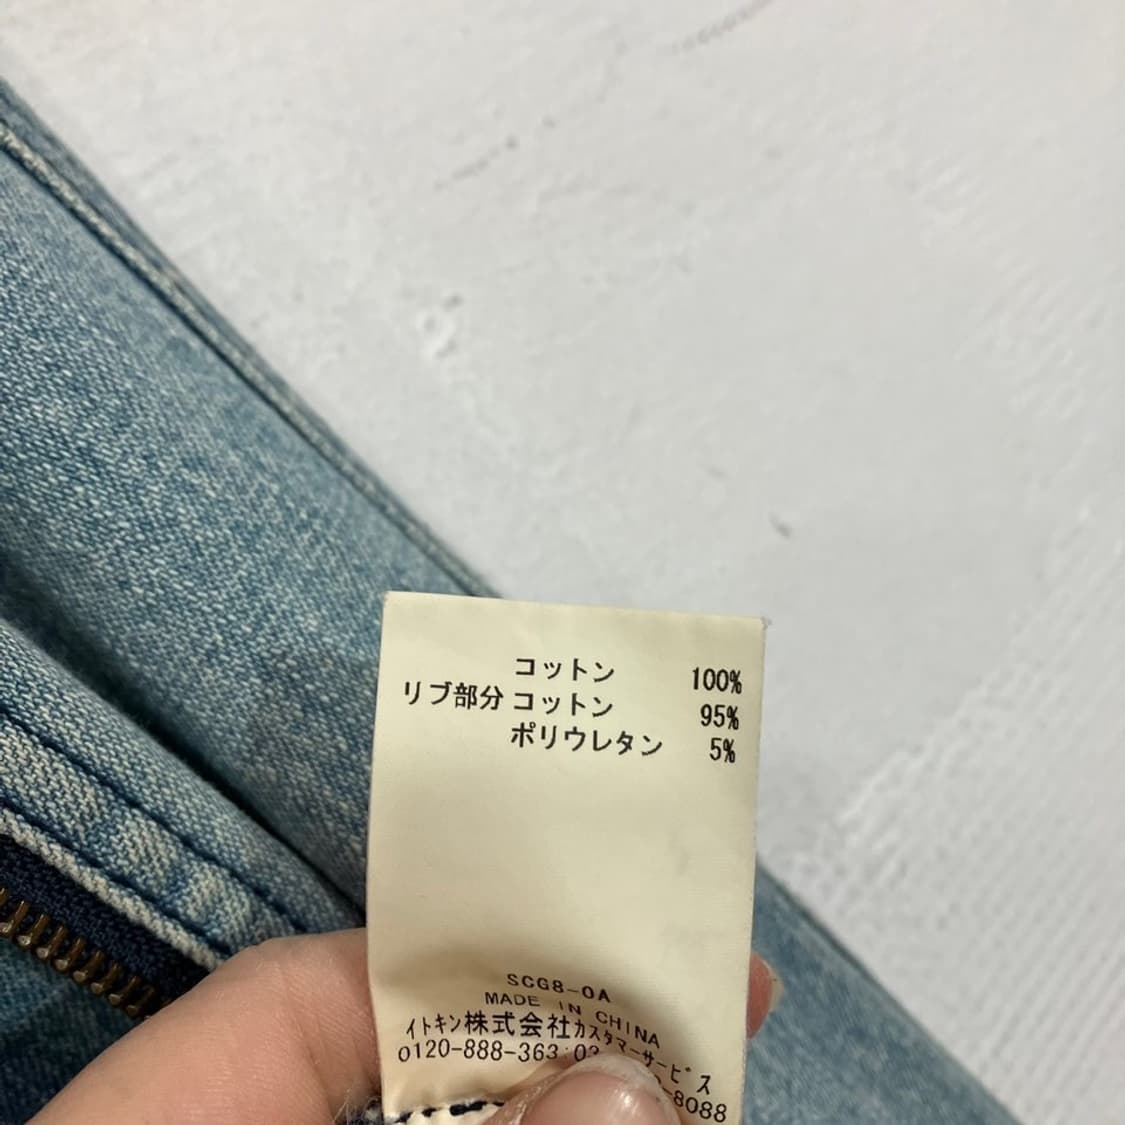 コットン 100%
リブ部分 コットン 95%
ポリウレタン 5%
SCG8-0A
MADE IN CHINA
イトキン株式会社カスタマーサービス
0120-888-363・03 -8088